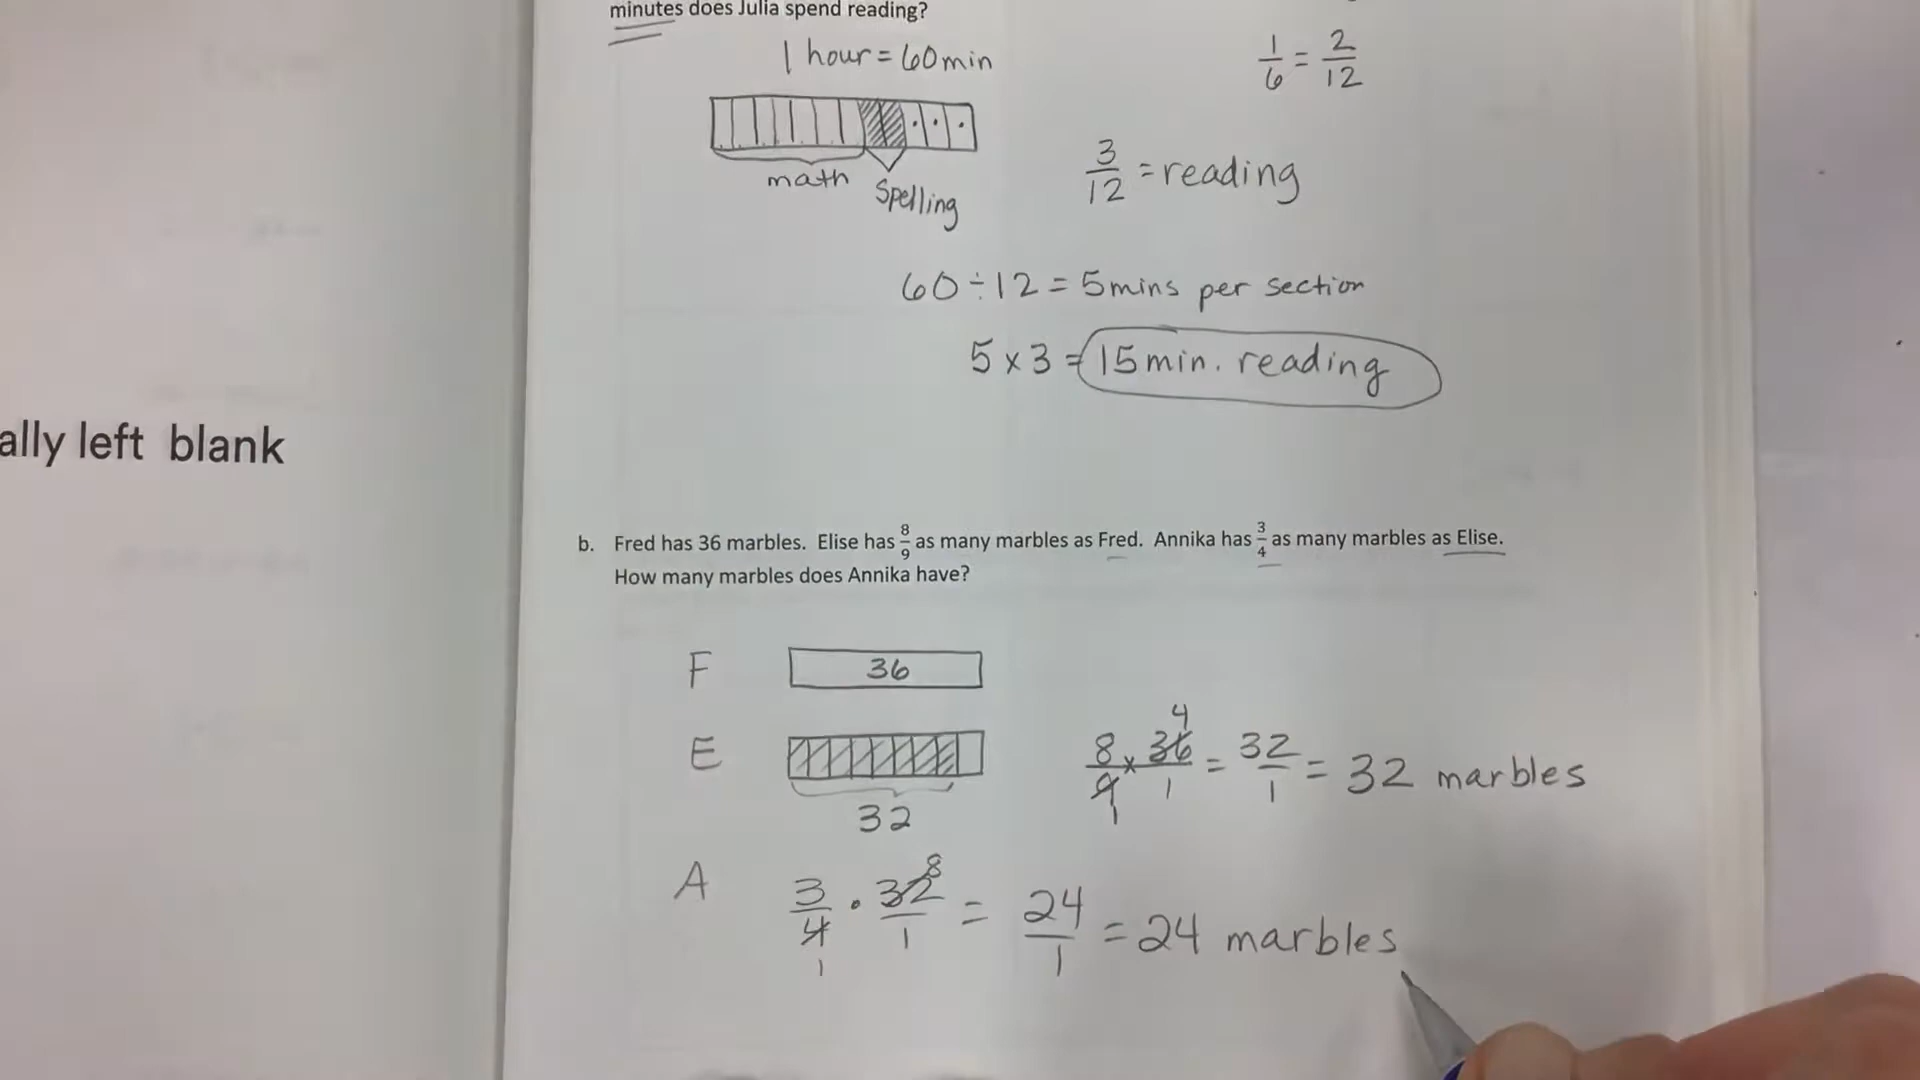 minutes does Julia spend reading?
1 hour = 60 min
1/6 = 2/12
math
Spelling
3/12 = reading
60 ÷ 12 = 5 mins per section
5 x 3 = 15 min. reading
ally left blank
b. Fred has 36 marbles. Elise has 8/9 as many marbles as Fred. Annika has 3/4 as many marbles as Elise.
How many marbles does Annika have?
F 36
E
32
4
8/9 x 36/1 = 32/1 = 32 marbles
1
8
A 3/4 · 32/1 = 24/1 = 24 marbles
1